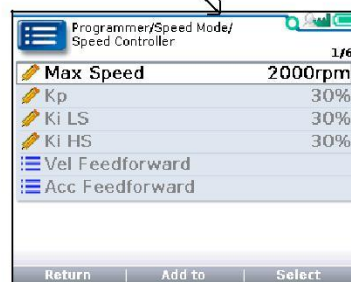 Programmer/Speed Mode/
Speed Controller
1/6
Max Speed 2000rpm
Kp 30%
Ki LS 30%
Ki HS 30%
Vel Feedforward
Acc Feedforward
Return Add to Select